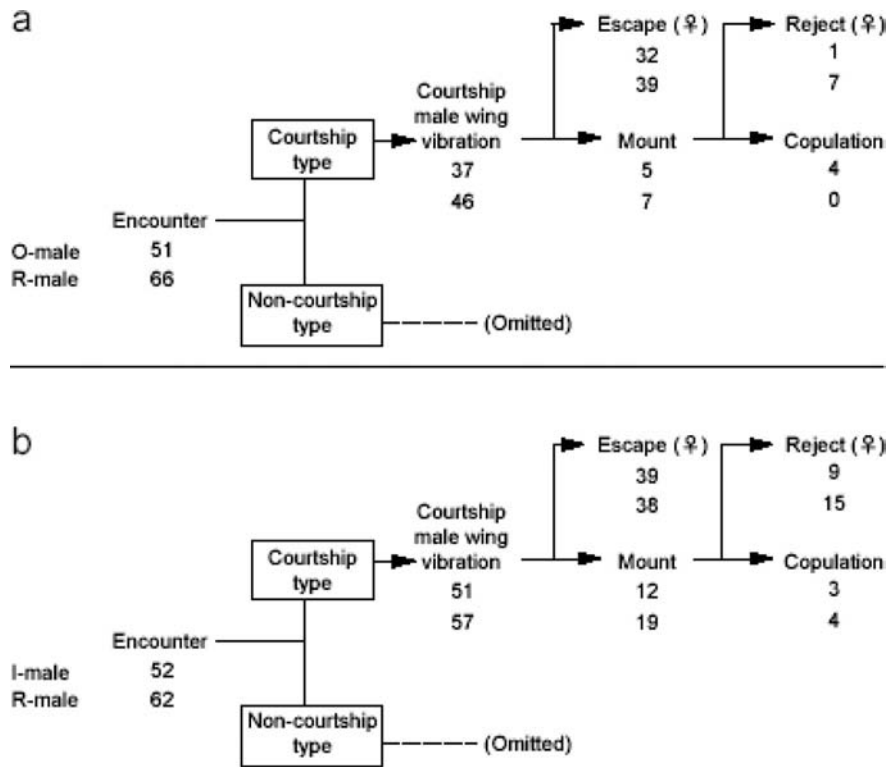 a
Escape (♀)
32
39
Reject (♀)
1
7
Courtship
male wing
vibration
37
46
Courtship
type
Mount
5
7
Copulation
4
0
Encounter
O-male 51
R-male 66
Non-courtship
type
(Omitted)
b
Escape (♀)
39
38
Reject (♀)
9
15
Courtship
male wing
vibration
51
57
Courtship
type
Mount
12
19
Copulation
3
4
Encounter
I-male 52
R-male 62
Non-courtship
type
(Omitted)